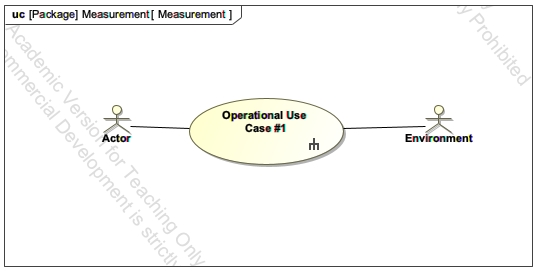 uc [Package] Measurement [ Measurement ]
Operational Use
Case #1
Actor
Environment
Academic Version for Teaching Only
Commercial Development is strictly
Prohibited